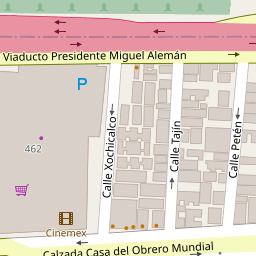 Viaducto Presidente Miguel Alemán
P
462
Calle Xochicalco
Calle Tajín
Calle Petén
Cinemex
Calzada Casa del Obrero Mundial